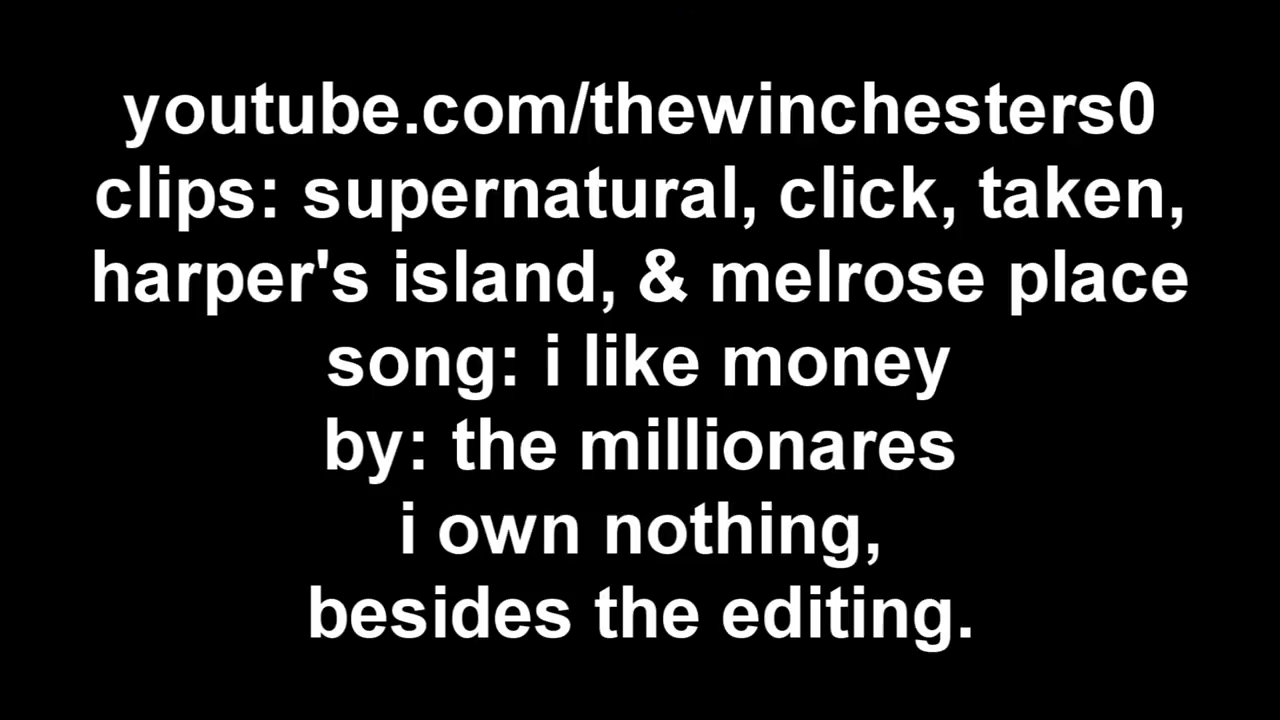 youtube.com/thewinchesters0
clips: supernatural, click, taken,
harper's island, & melrose place
song: i like money
by: the millionares
i own nothing,
besides the editing.